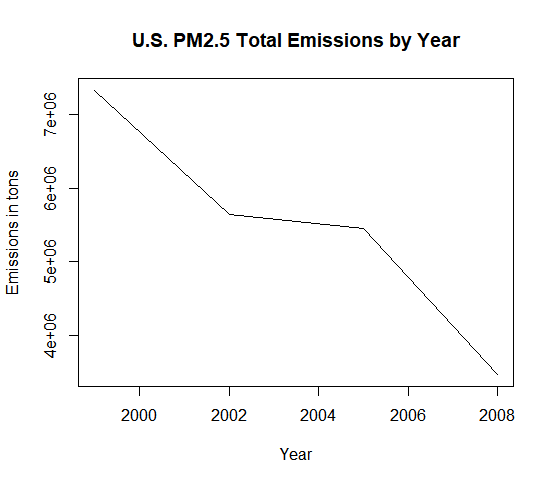 U.S. PM2.5 Total Emissions by Year
Emissions in tons
7e+06
6e+06
5e+06
4e+06
2000 2002 2004 2006 2008
Year